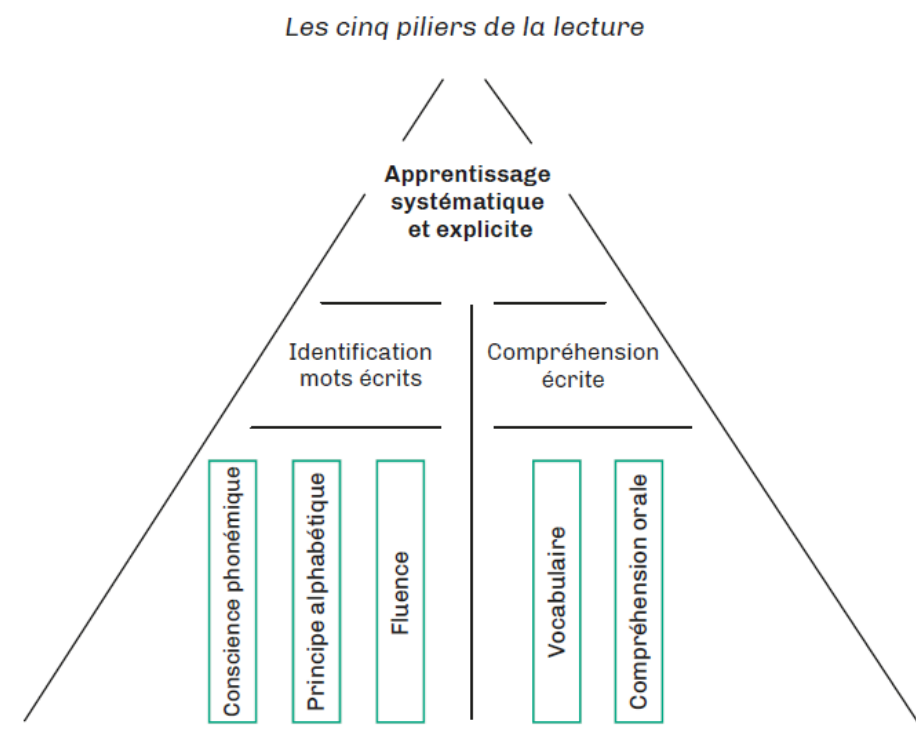 Les cinq piliers de la lecture
Apprentissage
systématique
et explicite
Identification
mots écrits
Compréhension
écrite
Conscience phonémique
Principe alphabétique
Fluence
Vocabulaire
Compréhension orale